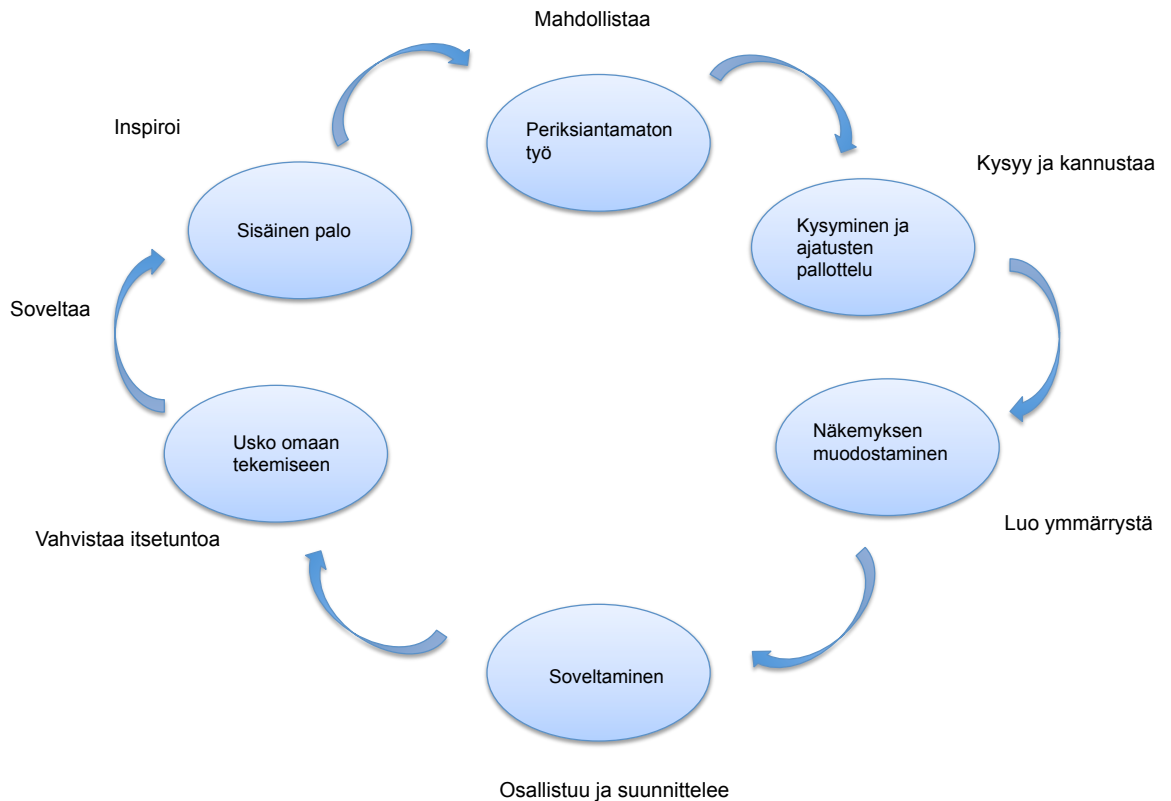 Mahdollistaa
Inspiroi
Periksiantamaton
työ
Kysyy ja kannustaa
Sisäinen palo
Kysyminen ja
ajatusten
pallottelu
Soveltaa
Usko omaan
tekemiseen
Näkemyksen
muodostaminen
Vahvistaa itsetuntoa
Luo ymmärrystä
Soveltaminen
Osallistuu ja suunnittelee